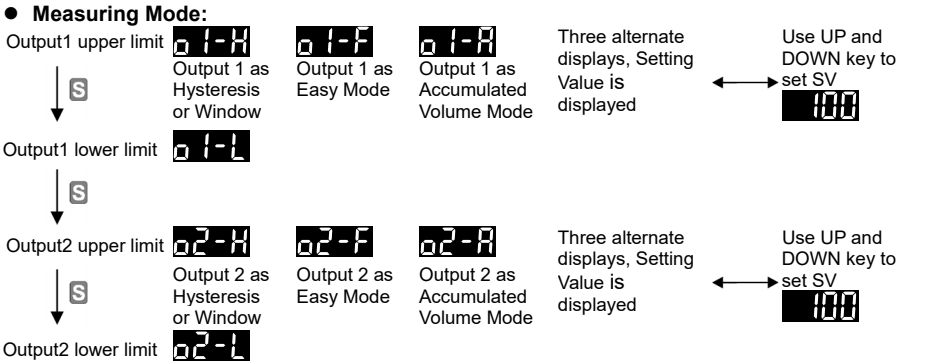 ● Measuring Mode:
Output1 upper limit
o1-H
Output 1 as
Hysteresis
or Window
o1-F
Output 1 as
Easy Mode
o1-A
Output 1 as
Accumulated
Volume Mode
Three alternate
displays, Setting
Value is
displayed
Use UP and
DOWN key to
set SV
100
S
Output1 lower limit
o1-L
S
Output2 upper limit
o2-H
Output 2 as
Hysteresis
or Window
o2-F
Output 2 as
Easy Mode
o2-A
Output 2 as
Accumulated
Volume Mode
Three alternate
displays, Setting
Value is
displayed
Use UP and
DOWN key to
set SV
100
S
Output2 lower limit
o2-L